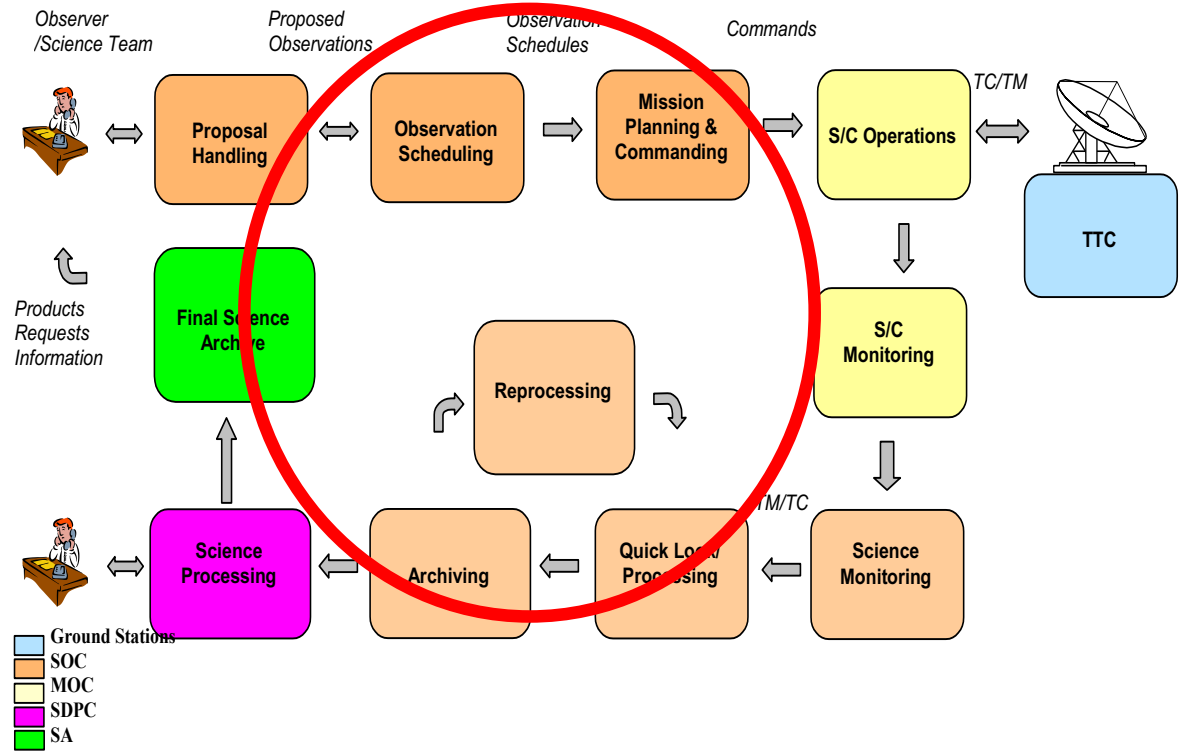 Observer
/Science Team
Proposed
Observations
Observation
Schedules
Commands
TC/TM
Proposal
Handling
Observation
Scheduling
Mission
Planning &
Commanding
S/C Operations
TTC
Final Science
Archive
Reprocessing
S/C
Monitoring
Products
Requests
Information
TM/TC
Science
Processing
Archiving
Quick Look/
Processing
Science
Monitoring
Ground Stations
SOC
MOC
SDPC
SA